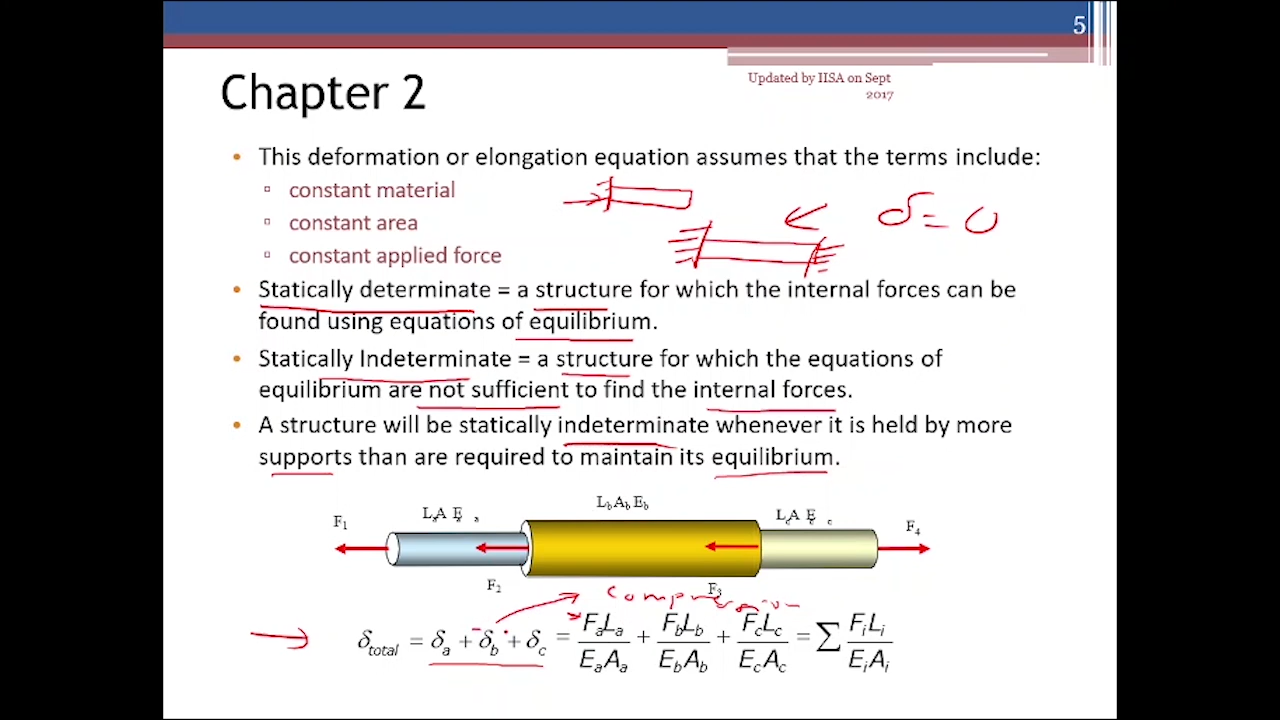 5
Updated by IISA on Sept
2017
Chapter 2
• This deformation or elongation equation assumes that the terms include:
▫ constant material
▫ constant area
▫ constant applied force
δ = 0
• Statically determinate = a structure for which the internal forces can be
found using equations of equilibrium.
• Statically Indeterminate = a structure for which the equations of
equilibrium are not sufficient to find the internal forces.
• A structure will be statically indeterminate whenever it is held by more
supports than are required to maintain its equilibrium.
LbAbEb
F1
F4
F2
F3
compression
δtotal = δa + δb + δc = FaLa/EaAa + FbLb/EbAb + FcLc/EcAc = ∑ FiLi/EiAi